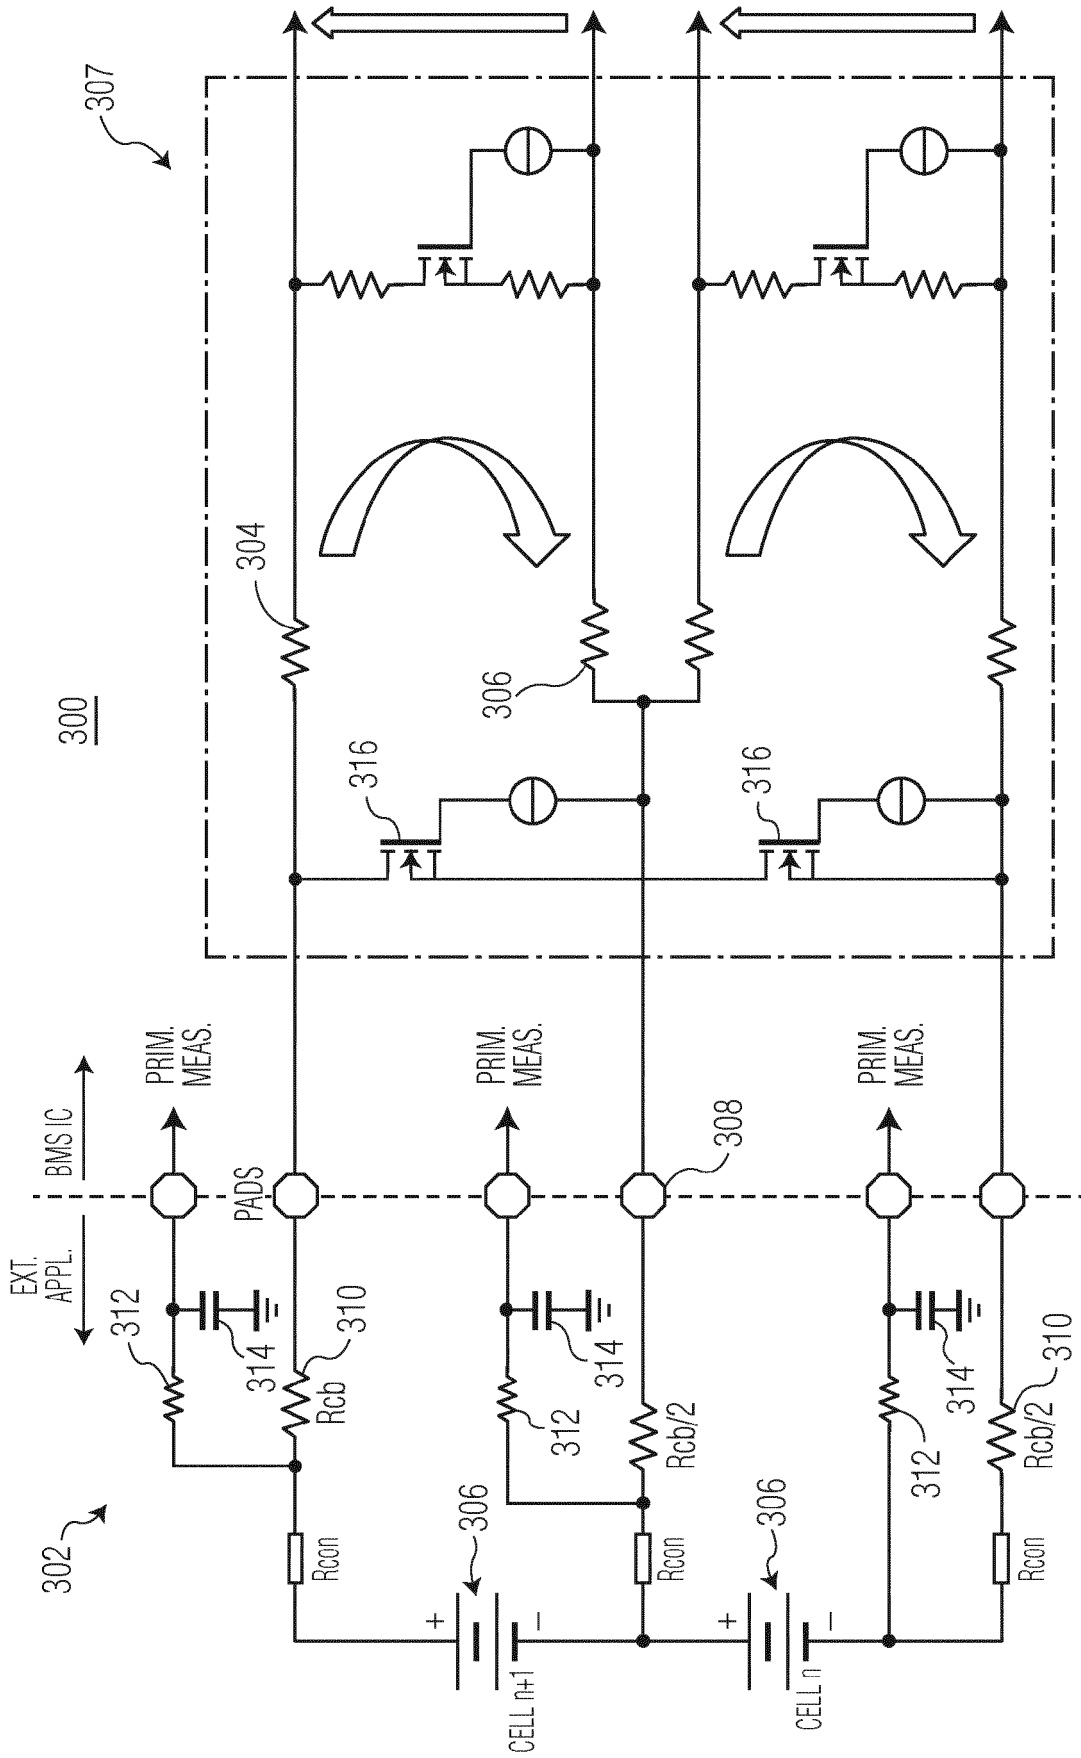 EXT.
APPL.
BMS IC
302
300
307
312
PRIM.
MEAS.
PADS
304
314
Rcon
Rcb
310
316
+
306
PRIM.
MEAS.
306
CELL n+1
–
312
314
Rcon
Rcb/2
308
+
316
306
CELL n
–
PRIM.
MEAS.
312
314
Rcon
Rcb/2
310